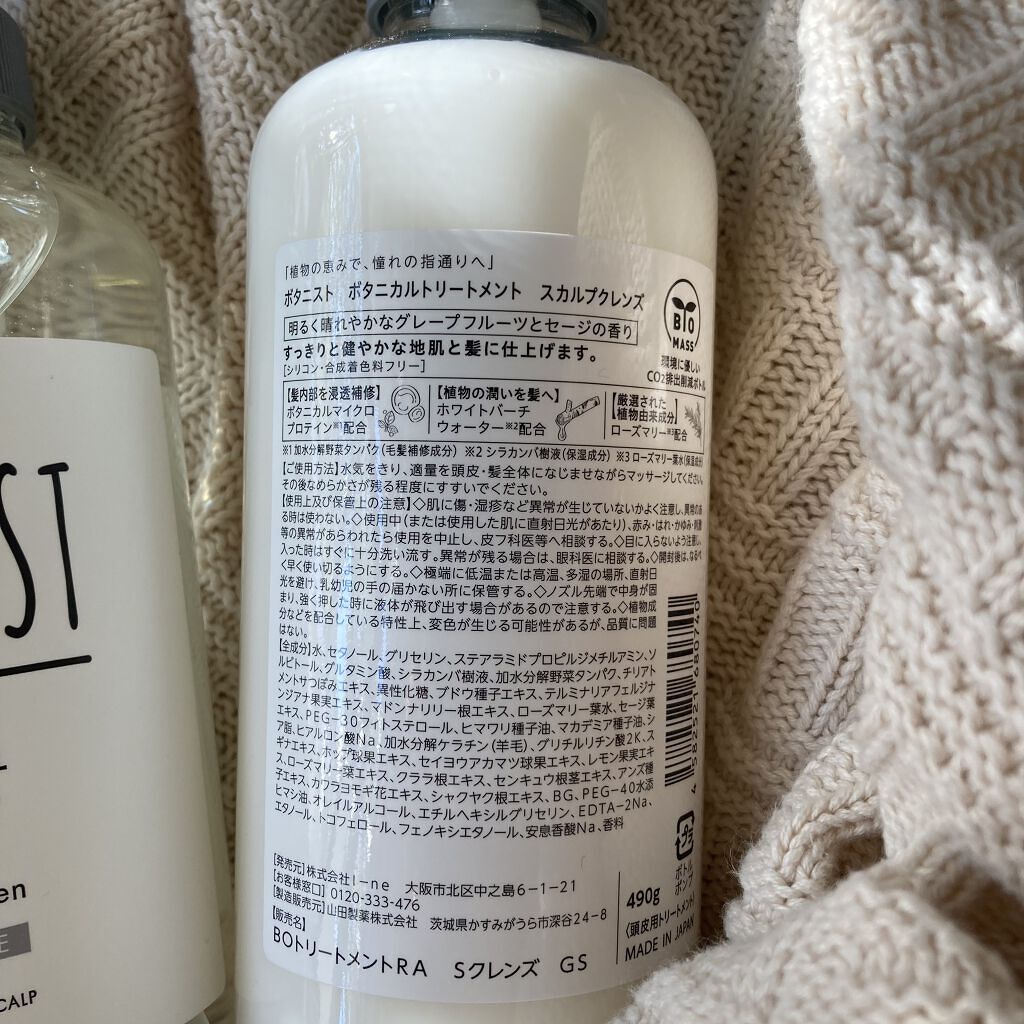 「植物の恵みで、憧れの指通りへ」
ボタニスト ボタニカルトリートメント スカルプクレンズ
明るく晴れやかなグレープフルーツとセージの香り
すっきりと健やかな地肌と髪に仕上げます。
[シリコン・合成着色料フリー]
BIO
MASS
環境に優しい
CO2排出削減ボトル
【髪内部を浸透補修】
ボタニカルマイクロ
プロテイン※1配合
【植物の潤いを髪へ】
ホワイトバーチ
ウォーター※2配合
【厳選された
植物由来成分】
ローズマリー※3配合
※1 加水分解野菜タンパク(毛髪補修成分) ※2 シラカンバ樹液(保湿成分) ※3 ローズマリー葉水(保湿成分)
【ご使用方法】水気をきり、適量を頭皮・髪全体になじませながらマッサージしてください。
その後なめらかさが残る程度にすすいでください。
【使用上及び保管上の注意】◇肌に傷・湿疹など異常が生じていないかよく注意し、異常のあ
る時は使わない。◇使用中(または使用した肌に直射日光があたり)、赤み・はれ・かゆみ・刺激
等の異常があらわれたら使用を中止し、皮フ科医等へ相談する。◇目に入らないよう注意し、
入った時はすぐに十分洗い流す。異常が残る場合は、眼科医に相談する。◇開封後は、なるべ
く早く使い切るようにする。◇極端に低温または高温、多湿の場所、直射日
光を避け、乳幼児の手の届かない所に保管する。◇ノズル先端で中身が固
まり、強く押した時に液体が飛び出す場合があるので注意する。◇植物成
分などを配合している特性上、変色が生じる可能性があるが、品質に問題
はない。
【全成分】水、セタノール、グリセリン、ステアラミドプロピルジメチルアミン、ソ
ルビトール、グルタミン酸、シラカンバ樹液、加水分解野菜タンパク、チリアト
メントサつぼみエキス、異性化糖、ブドウ種子エキス、テルミナリアフェルジナ
ンジアナ果実エキス、マドンナリリー根エキス、ローズマリー葉水、セージ葉
エキス、PEG-30フィトステロール、ヒマワリ種子油、マカデミア種子油、シ
ア脂、ヒアルロン酸Na、加水分解ケラチン(羊毛)、グリチルリチン酸2K、ス
ギナエキス、ホップ球果エキス、セイヨウアカマツ球果エキス、レモン果実エキ
ス、ローズマリー葉エキス、クララ根エキス、センキュウ根茎エキス、アンズ種
子エキス、カワラヨモギ花エキス、シャクヤク根エキス、BG、PEG-40水添
ヒマシ油、オレイルアルコール、エチルヘキシルグリセリン、EDTA-2Na、
エタノール、トコフェロール、フェノキシエタノール、安息香酸Na、香料
4 582521 680740
プラ
ボトル
ポンプ
[発売元]株式会社I-ne 大阪市北区中之島6-1-21
[お客様窓口] 0120-333-476
[製造販売元]山田製薬株式会社 茨城県かすみがうら市深谷24-8
[販売名]
BOトリートメントRA Sクレンズ GS
490g
〈頭皮用トリートメント〉
MADE IN JAPAN
IST
en
E
CALP